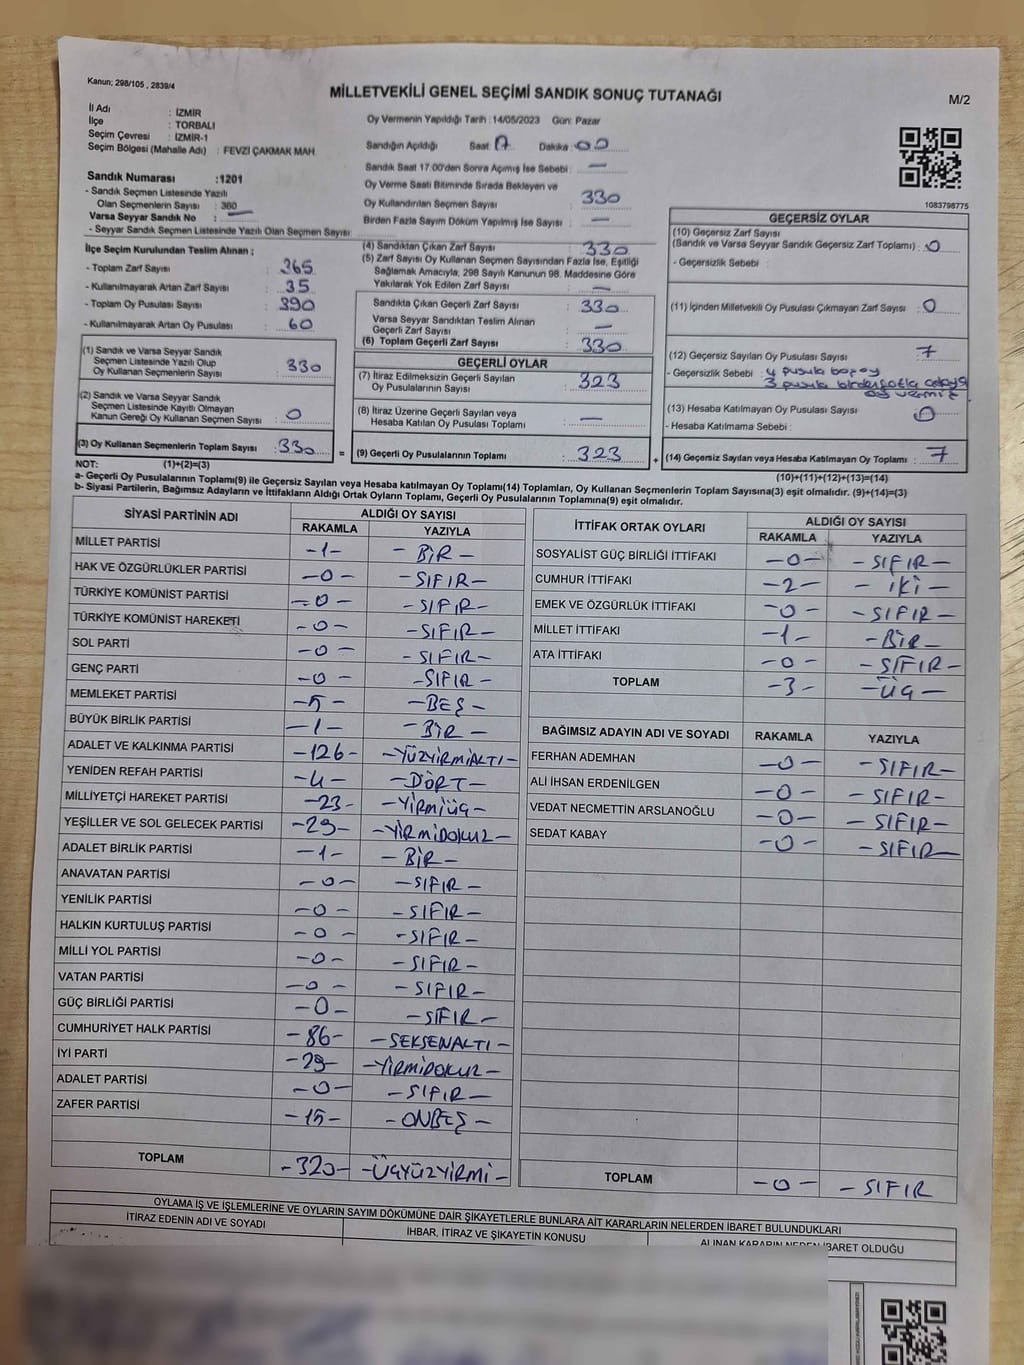 Kanun; 298/105 , 2839/4
MİLLETVEKİLİ GENEL SEÇİMİ SANDIK SONUÇ TUTANAĞI
M/2
İl Adı : İZMİR
İlçe : TORBALI
Seçim Çevresi : İZMİR-1
Seçim Bölgesi (Mahalle Adı) : FEVZİ ÇAKMAK MAH.
Sandık Numarası :1201
- Sandık Seçmen Listesinde Yazılı
Olan Seçmenlerin Sayısı : 360
Varsa Seyyar Sandık No : —
- Seyyar Sandık Seçmen Listesinde Yazılı Olan Seçmen Sayısı
İlçe Seçim Kurulundan Teslim Alınan ;
- Toplam Zarf Sayısı : 365
- Kullanılmayarak Artan Zarf Sayısı : 35
- Toplam Oy Pusulası Sayısı : 390
- Kullanılmayarak Artan Oy Pusulası : 60
(1) Sandık ve Varsa Seyyar Sandık
Seçmen Listesinde Yazılı Olup
Oy Kullanan Seçmenlerin Sayısı : 330
(2) Sandık ve Varsa Seyyar Sandık
Seçmen Listesinde Kayıtlı Olmayan
Kanun Gereği Oy Kullanan Seçmen Sayısı : 0
(3) Oy Kullanan Seçmenlerin Toplam Sayısı : 330 =
Oy Vermenin Yapıldığı Tarih :14/05/2023 Gün: Pazar
Sandığın Açıldığı Saat 17 Dakika : 00
Sandık Saat 17.00'den Sonra Açımış İse Sebebi : —
Oy Verme Saati Bitiminde Sırada Bekleyen ve
Oy Kullandırılan Seçmen Sayısı : 330
Birden Fazla Sayım Döküm Yapılmış İse Sayısı : —
(4) Sandıktan Çıkan Zarf Sayısı : 330
(5) Zarf Sayısı Oy Kullanan Seçmen Sayısından Fazla İse, Eşitliği
Sağlamak Amacıyla, 298 Sayılı Kanunun 98. Maddesine Göre
Yakılarak Yok Edilen Zarf Sayısı : —
Sandıkta Çıkan Geçerli Zarf Sayısı : 330
Varsa Seyyar Sandıktan Teslim Alınan
Geçerli Zarf Sayısı : —
(6) Toplam Geçerli Zarf Sayısı : 330
GEÇERLİ OYLAR
(7) İtiraz Edilmeksizin Geçerli Sayılan
Oy Pusulalarının Sayısı : 323
(8) İtiraz Üzerine Geçerli Sayılan veya
Hesaba Katılan Oy Pusulası Toplamı : —
(9) Geçerli Oy Pusulalarının Toplamı : 323 +
1083798775
GEÇERSİZ OYLAR
(10) Geçersiz Zarf Sayısı
(Sandık ve Varsa Seyyar Sandık Geçersiz Zarf Toplamı) : 0
- Geçersizlik Sebebi :
(11) İçinden Milletvekili Oy Pusulası Çıkmayan Zarf Sayısı : 0
(12) Geçersiz Sayılan Oy Pusulası Sayısı : 7
- Geçersizlik Sebebi : 4 pusula boş oy
3 pusula birden fazla adaya
oy vermiş.
(13) Hesaba Katılmayan Oy Pusulası Sayısı : 0
- Hesaba Katılmama Sebebi :
(14) Geçersiz Sayılan veya Hesaba Katılmayan Oy Toplamı : 7
NOT: (1)+(2)=(3)
(10)+(11)+(12)+(13)=(14)
a- Geçerli Oy Pusulalarının Toplamı(9) ile Geçersiz Sayılan veya Hesaba katılmayan Oy Toplamı(14) Toplamları, Oy Kullanan Seçmenlerin Toplam Sayısına(3) eşit olmalıdır. (9)+(14)=(3)
b- Siyasi Partilerin, Bağımsız Adayların ve İttifakların Aldığı Ortak Oyların Toplamı, Geçerli Oy Pusulalarının Toplamına(9) eşit olmalıdır.
SİYASİ PARTİNİN ADI ALDIĞI OY SAYISI
RAKAMLA YAZIYLA
MİLLET PARTİSİ -1- - BİR -
HAK VE ÖZGÜRLÜKLER PARTİSİ -0- -SIFIR-
TÜRKİYE KOMÜNİST PARTİSİ -0- -SIFIR-
TÜRKİYE KOMÜNİST HAREKETİ -0- -SIFIR-
SOL PARTİ -0- -SIFIR-
GENÇ PARTİ -0- -SIFIR-
MEMLEKET PARTİSİ -5- -BEŞ-
BÜYÜK BİRLİK PARTİSİ -1- -BİR-
ADALET VE KALKINMA PARTİSİ -126- -YÜZYİRMİALTI-
YENİDEN REFAH PARTİSİ -4- -DÖRT-
MİLLİYETÇİ HAREKET PARTİSİ -23- -YİRMİÜÇ-
YEŞİLLER VE SOL GELECEK PARTİSİ -29- -YİRMİDOKUZ-
ADALET BİRLİK PARTİSİ -1- - BİR -
ANAVATAN PARTİSİ -0- -SIFIR-
YENİLİK PARTİSİ -0- -SIFIR-
HALKIN KURTULUŞ PARTİSİ -0- -SIFIR-
MİLLİ YOL PARTİSİ -0- -SIFIR-
VATAN PARTİSİ -0- -SIFIR-
GÜÇ BİRLİĞİ PARTİSİ -0- -SIFIR-
CUMHURİYET HALK PARTİSİ -86- -SEKSENALTI-
İYİ PARTİ -29- -YİRMİDOKUZ-
ADALET PARTİSİ -0- -SIFIR-
ZAFER PARTİSİ -15- -ONBEŞ-
TOPLAM -320- -ÜÇYÜZYİRMİ-
İTTİFAK ORTAK OYLARI ALDIĞI OY SAYISI
RAKAMLA YAZIYLA
SOSYALİST GÜÇ BİRLİĞİ İTTİFAKI -0- -SIFIR-
CUMHUR İTTİFAKI -2- - İKİ -
EMEK VE ÖZGÜRLÜK İTTİFAKI -0- -SIFIR-
MİLLET İTTİFAKI -1- -BİR-
ATA İTTİFAKI -0- -SIFIR-
TOPLAM -3- -ÜÇ-
BAĞIMSIZ ADAYIN ADI VE SOYADI RAKAMLA YAZIYLA
FERHAN ADEMHAN -0- -SIFIR-
ALİ İHSAN ERDENİLGEN -0- -SIFIR-
VEDAT NECMETTİN ARSLANOĞLU -0- -SIFIR-
SEDAT KABAY -0- -SIFIR-
TOPLAM -0- -SIFIR
OYLAMA İŞ VE İŞLEMLERİNE VE OYLARIN SAYIM DÖKÜMÜNE DAİR ŞİKAYETLERLE BUNLARA AİT KARARLARIN NELERDEN İBARET BULUNDUKLARI
İTİRAZ EDENİN ADI VE SOYADI İHBAR, İTİRAZ VE ŞİKAYETİN KONUSU ALINAN KARARIN NEDEN İBARET OLDUĞU